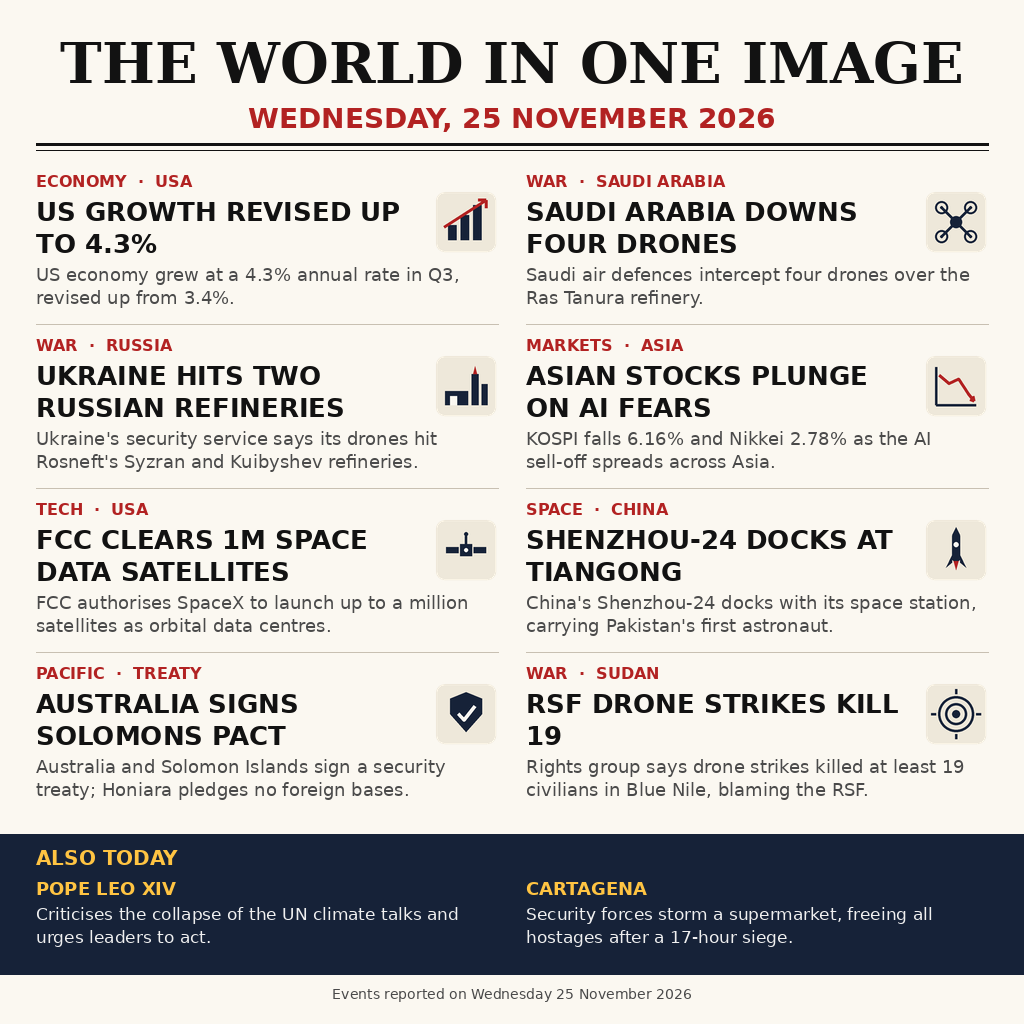 THE WORLD IN ONE IMAGE
WEDNESDAY, 25 NOVEMBER 2026
ECONOMY · USA
US GROWTH REVISED UP
TO 4.3%
US economy grew at a 4.3% annual rate in Q3,
revised up from 3.4%.
WAR · SAUDI ARABIA
SAUDI ARABIA DOWNS
FOUR DRONES
Saudi air defences intercept four drones over the
Ras Tanura refinery.
WAR · RUSSIA
UKRAINE HITS TWO
RUSSIAN REFINERIES
Ukraine's security service says its drones hit
Rosneft's Syzran and Kuibyshev refineries.
MARKETS · ASIA
ASIAN STOCKS PLUNGE
ON AI FEARS
KOSPI falls 6.16% and Nikkei 2.78% as the AI
sell-off spreads across Asia.
TECH · USA
FCC CLEARS 1M SPACE
DATA SATELLITES
FCC authorises SpaceX to launch up to a million
satellites as orbital data centres.
SPACE · CHINA
SHENZHOU-24 DOCKS AT
TIANGONG
China's Shenzhou-24 docks with its space station,
carrying Pakistan's first astronaut.
PACIFIC · TREATY
AUSTRALIA SIGNS
SOLOMONS PACT
Australia and Solomon Islands sign a security
treaty; Honiara pledges no foreign bases.
WAR · SUDAN
RSF DRONE STRIKES KILL
19
Rights group says drone strikes killed at least 19
civilians in Blue Nile, blaming the RSF.
ALSO TODAY
POPE LEO XIV
Criticises the collapse of the UN climate talks and
urges leaders to act.
CARTAGENA
Security forces storm a supermarket, freeing all
hostages after a 17-hour siege.
Events reported on Wednesday 25 November 2026